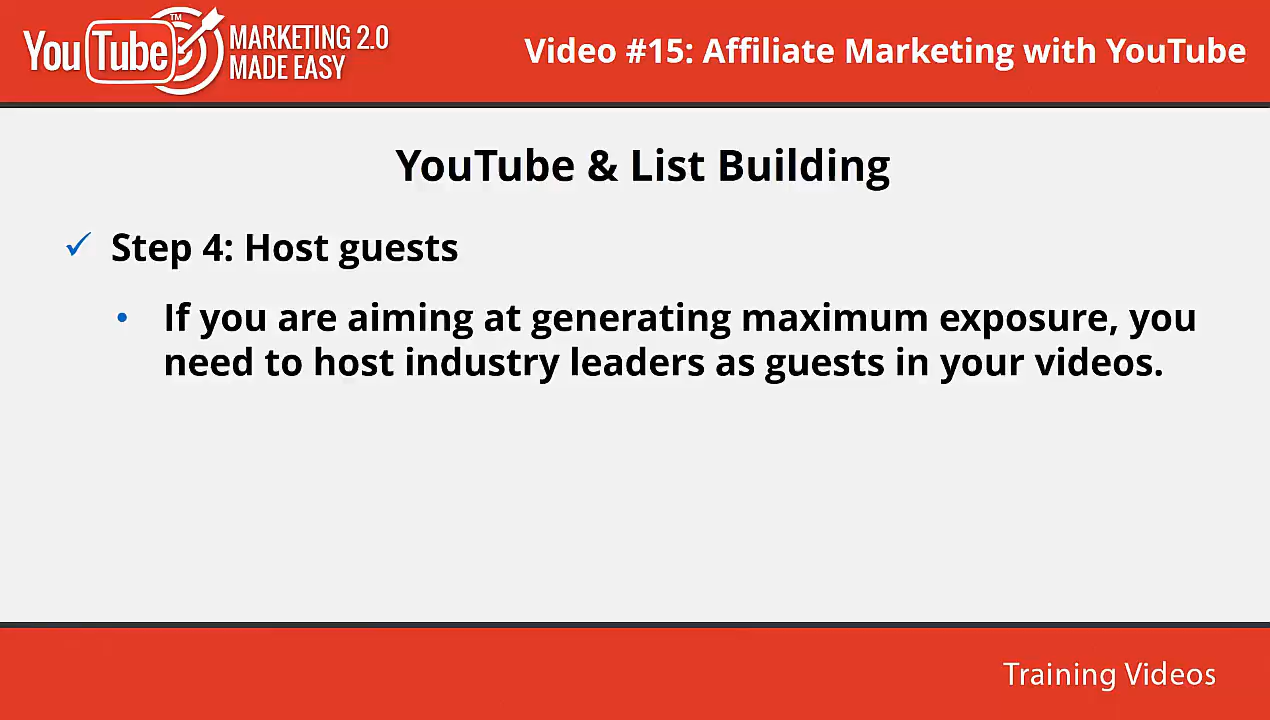 YouTube™ MARKETING 2.0
MADE EASY
Video #15: Affiliate Marketing with YouTube
YouTube & List Building
✓ Step 4: Host guests
• If you are aiming at generating maximum exposure, you
need to host industry leaders as guests in your videos.
Training Videos